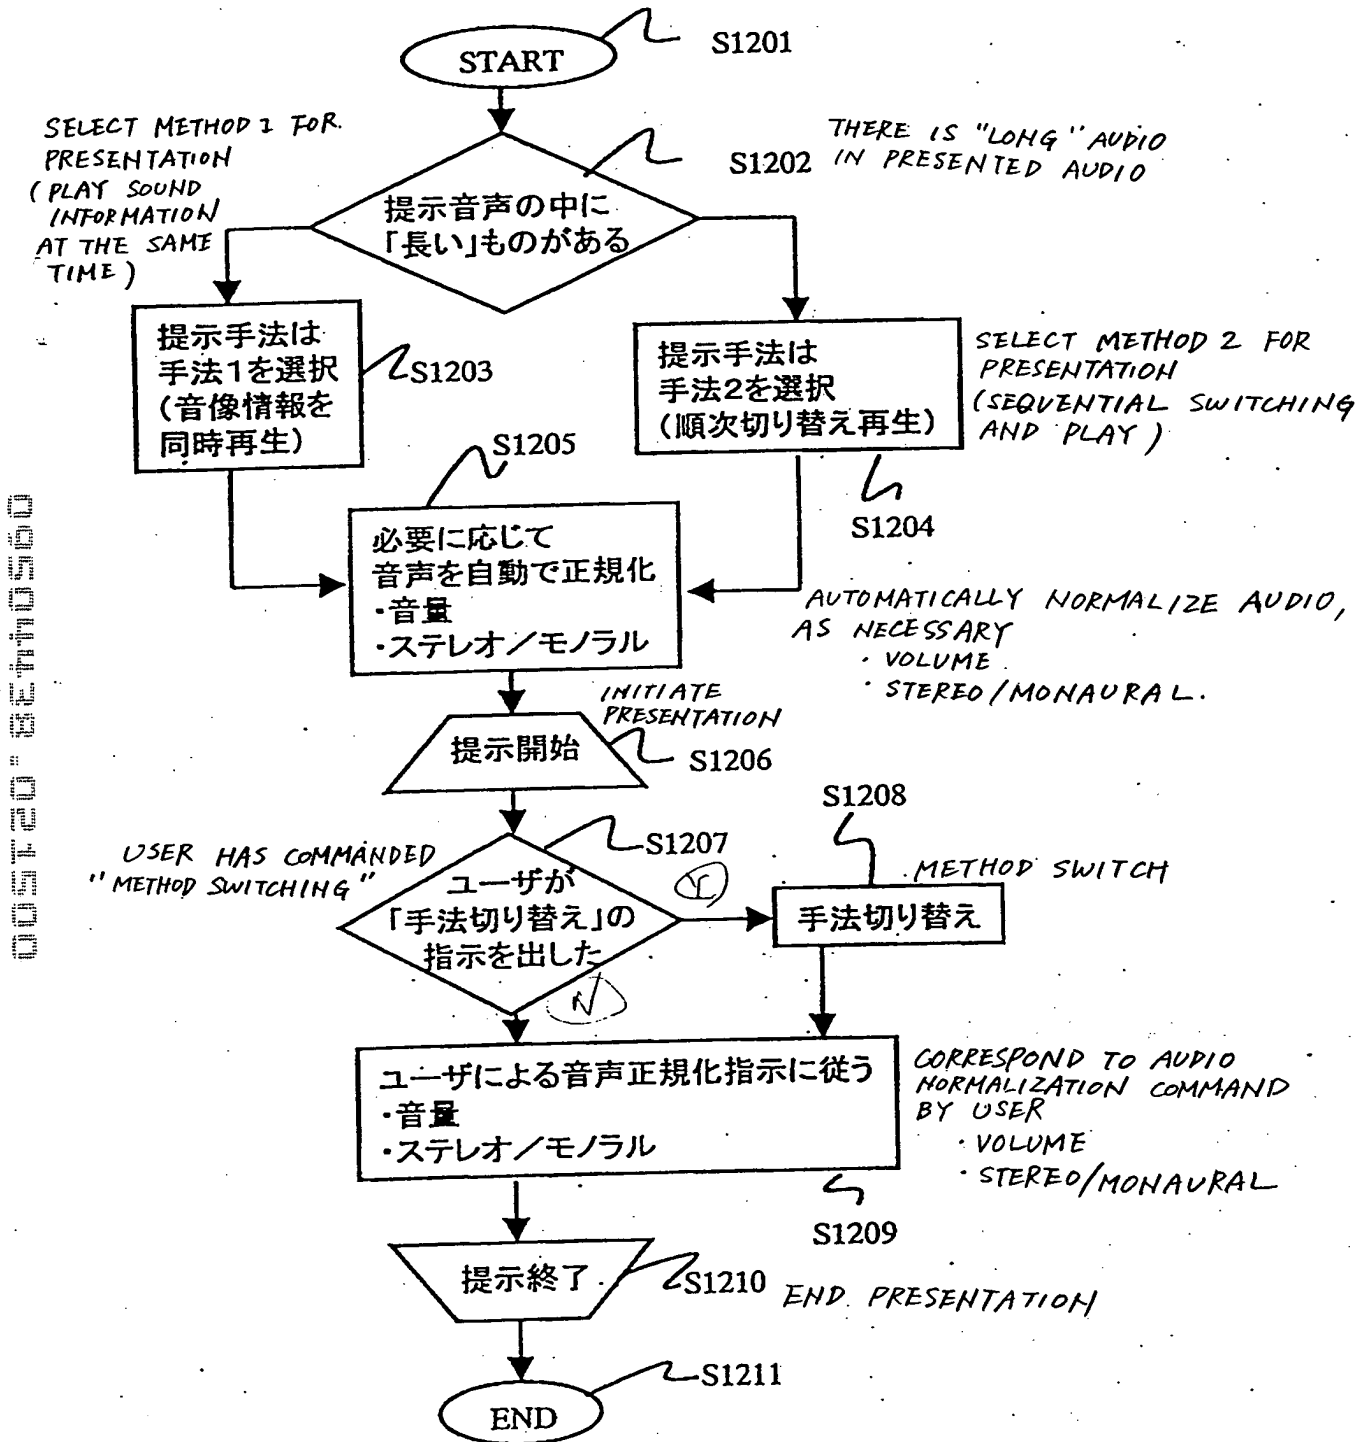 START
S1201
SELECT METHOD 1 FOR
PRESENTATION
(PLAY SOUND
INFORMATION
AT THE SAME
TIME)
提示音声の中に
「長い」ものがある
S1202
THERE IS "LONG" AUDIO
IN PRESENTED AUDIO
提示手法は
手法1を選択
(音像情報を
同時再生)
S1203
提示手法は
手法2を選択
(順次切り替え再生)
SELECT METHOD 2 FOR
PRESENTATION
(SEQUENTIAL SWITCHING
AND PLAY)
S1204
S1205
必要に応じて
音声を自動で正規化
・音量
・ステレオ/モノラル
AUTOMATICALLY NORMALIZE AUDIO,
AS NECESSARY
・VOLUME
・STEREO/MONAURAL.
INITIATE
PRESENTATION
提示開始
S1206
USER HAS COMMANDED
"METHOD SWITCHING"
S1207
ユーザが
「手法切り替え」の
指示を出した
Y
N
S1208
METHOD SWITCH
手法切り替え
ユーザによる音声正規化指示に従う
・音量
・ステレオ/モノラル
CORRESPOND TO AUDIO
NORMALIZATION COMMAND
BY USER
・VOLUME
・STEREO/MONAURAL
S1209
提示終了
S1210
END PRESENTATION
S1211
END
09504438.021500